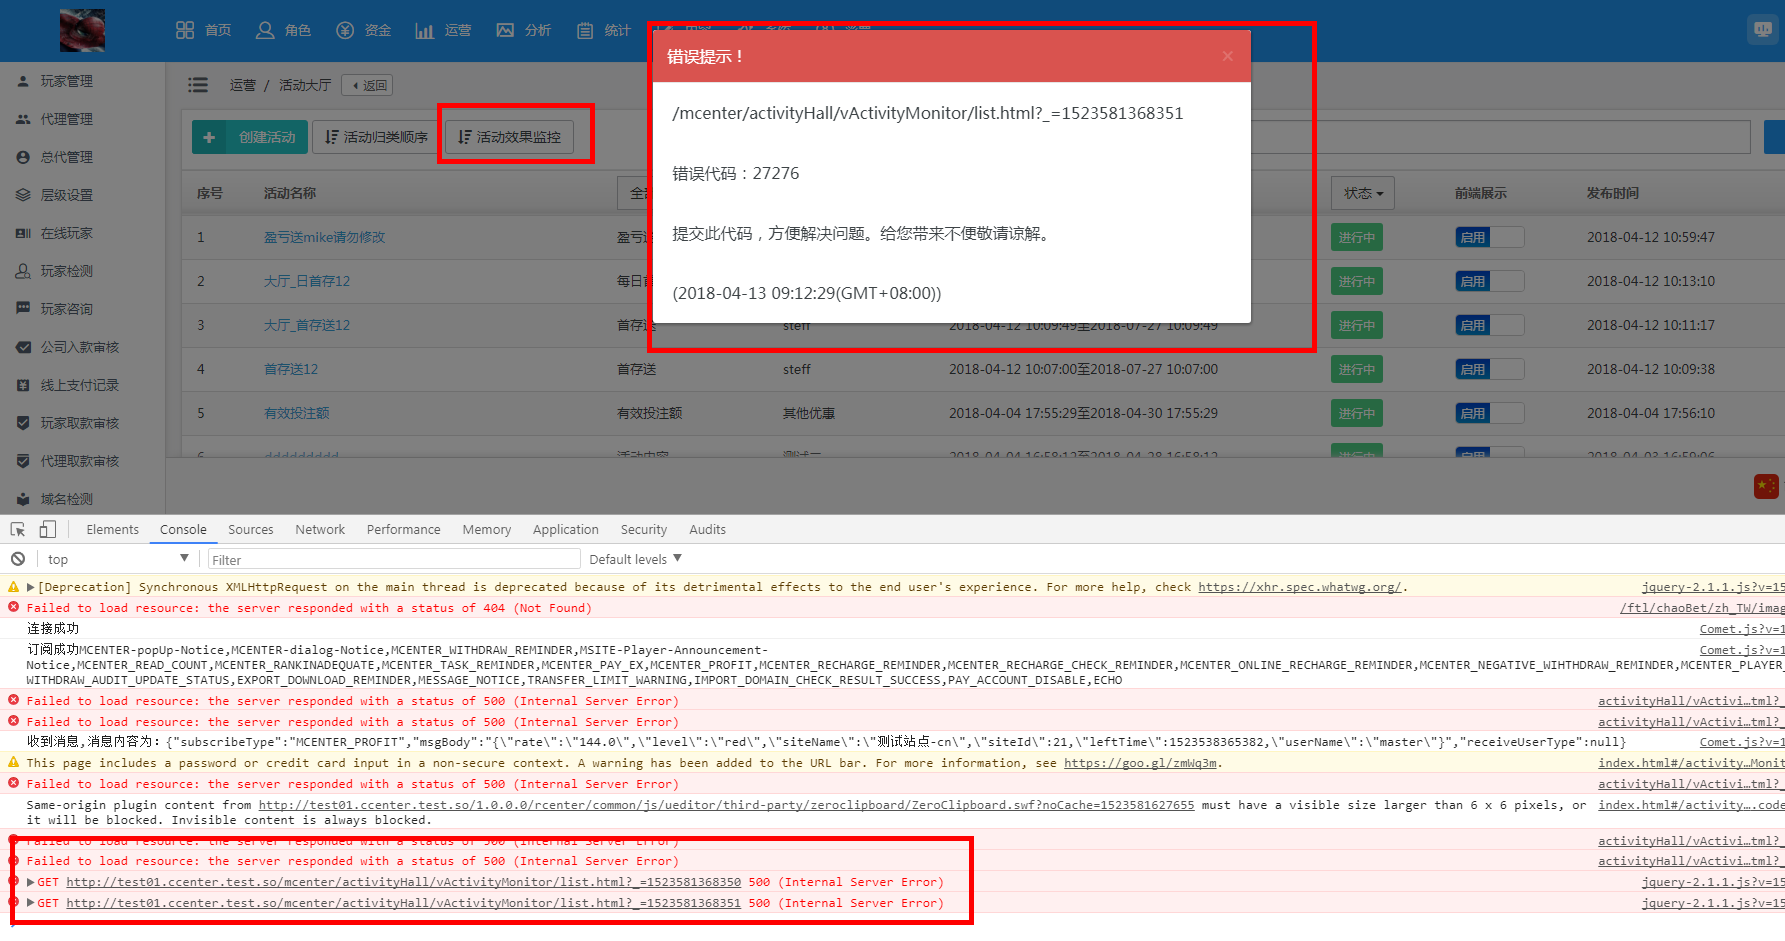 首页 角色 资金 运营 分析 统计
玩家管理
代理管理
总代管理
层级设置
在线玩家
玩家检测
玩家咨询
公司入款审核
线上支付记录
玩家取款审核
代理取款审核
域名检测
运营 / 活动大厅 返回
创建活动 活动归类顺序 活动效果监控
错误提示！ ×
/mcenter/activityHall/vActivityMonitor/list.html?_=1523581368351
错误代码：27276
提交此代码，方便解决问题。给您带来不便敬请谅解。
(2018-04-13 09:12:29(GMT+08:00))
序号 活动名称 状态 前端展示 发布时间
1 盈亏送mike请勿修改 盈亏 进行中 启用 2018-04-12 10:59:47
2 大厅_日首存12 每日首 进行中 启用 2018-04-12 10:13:10
3 大厅_首存送12 首存送 steff 2018-04-12 10:09:49至2018-07-27 10:09:49 进行中 启用 2018-04-12 10:11:17
4 首存送12 首存送 steff 2018-04-12 10:07:00至2018-07-27 10:07:00 进行中 启用 2018-04-12 10:09:38
5 有效投注额 有效投注额 其他优惠 2018-04-04 17:55:29至2018-04-30 17:55:29 进行中 启用 2018-04-04 17:56:10
Elements Console Sources Network Performance Memory Application Security Audits
top Filter Default levels
[Deprecation] Synchronous XMLHttpRequest on the main thread is deprecated because of its detrimental effects to the end user's experience. For more help, check https://xhr.spec.whatwg.org/. jquery-2.1.1.js?v=15
Failed to load resource: the server responded with a status of 404 (Not Found) /ftl/chaoBet/zh_TW/imag
连接成功 Comet.js?v=1
订阅成功MCENTER-popUp-Notice,MCENTER-dialog-Notice,MCENTER_WITHDRAW_REMINDER,MSITE-Player-Announcement- Comet.js?v=1
Notice,MCENTER_READ_COUNT,MCENTER_RANKINADEQUATE,MCENTER_TASK_REMINDER,MCENTER_PAY_EX,MCENTER_PROFIT,MCENTER_RECHARGE_REMINDER,MCENTER_RECHARGE_CHECK_REMINDER,MCENTER_ONLINE_RECHARGE_REMINDER,MCENTER_NEGATIVE_WIHTHDRAW_REMINDER,MCENTER_PLAYER_
WITHDRAW_AUDIT_UPDATE_STATUS,EXPORT_DOWNLOAD_REMINDER,MESSAGE_NOTICE,TRANSFER_LIMIT_WARNING,IMPORT_DOMAIN_CHECK_RESULT_SUCCESS,PAY_ACCOUNT_DISABLE,ECHO
Failed to load resource: the server responded with a status of 500 (Internal Server Error) activityHall/vActivi…tml?_
Failed to load resource: the server responded with a status of 500 (Internal Server Error) activityHall/vActivi…tml?_
收到消息,消息内容为: {"subscribeType":"MCENTER_PROFIT","msgBody":"{\"rate\":\"144.0\",\"level\":\"red\",\"siteName\":\"测试站点-cn\",\"siteId\":21,\"leftTime\":1523538365382,\"userName\":\"master\"}","receiveUserType":null} Comet.js?v=1
This page includes a password or credit card input in a non-secure context. A warning has been added to the URL bar. For more information, see https://goo.gl/zmWq3m. index.html#/activity…Monit
Failed to load resource: the server responded with a status of 500 (Internal Server Error) activityHall/vActivi…tml?_
Same-origin plugin content from http://test01.ccenter.test.so/1.0.0.0/rcenter/common/js/ueditor/third-party/zeroclipboard/ZeroClipboard.swf?noCache=1523581627655 must have a visible size larger than 6 x 6 pixels, or index.html#/activity….code
it will be blocked. Invisible content is always blocked.
Failed to load resource: the server responded with a status of 500 (Internal Server Error) activityHall/vActivi…tml?_
Failed to load resource: the server responded with a status of 500 (Internal Server Error) activityHall/vActivi…tml?_
GET http://test01.ccenter.test.so/mcenter/activityHall/vActivityMonitor/list.html?_=1523581368350 500 (Internal Server Error) jquery-2.1.1.js?v=15
GET http://test01.ccenter.test.so/mcenter/activityHall/vActivityMonitor/list.html?_=1523581368351 500 (Internal Server Error) jquery-2.1.1.js?v=15